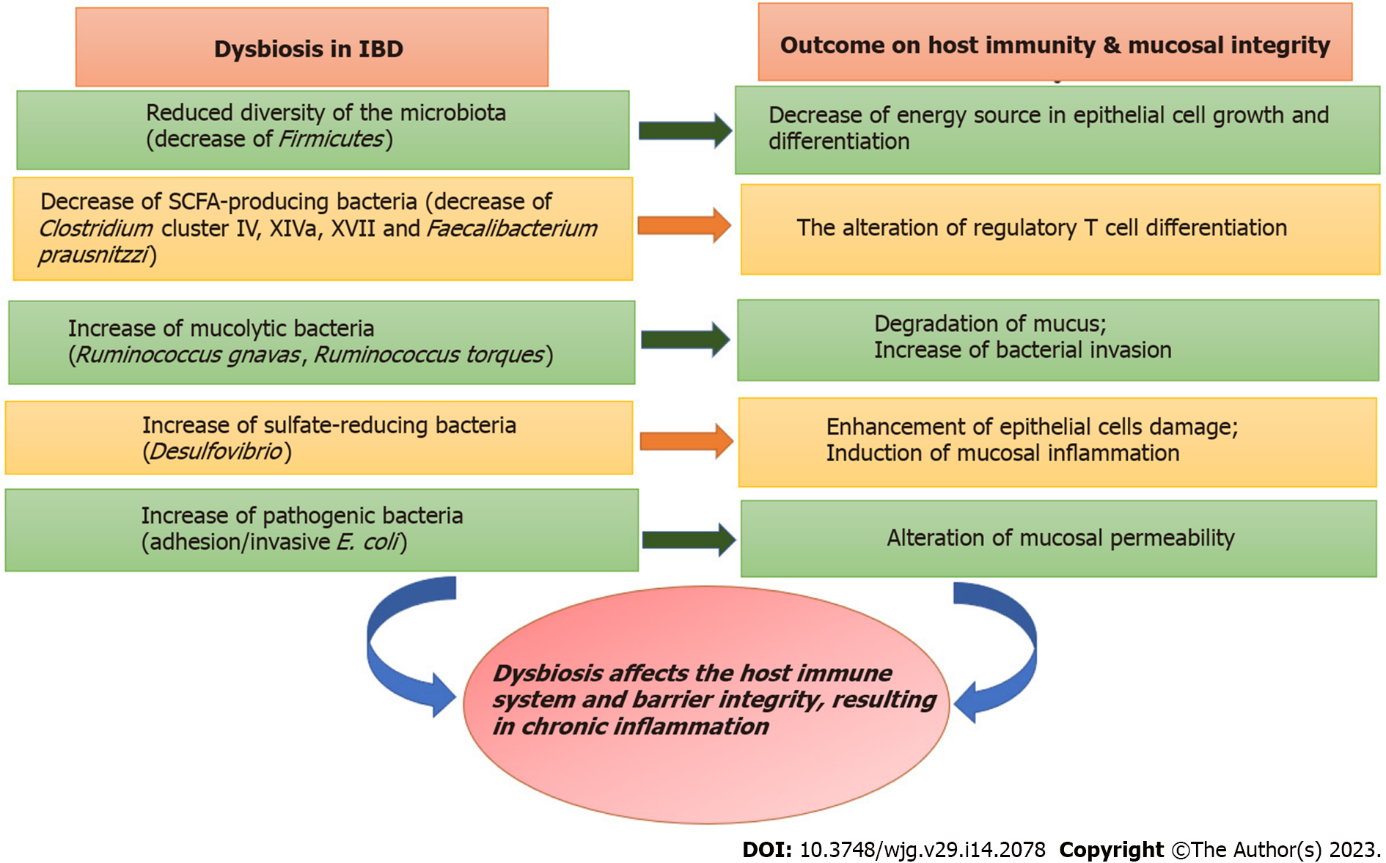 Dysbiosis in IBD
Outcome on host immunity & mucosal integrity
Reduced diversity of the microbiota
(decrease of Firmicutes)
Decrease of energy source in epithelial cell growth and
differentiation
Decrease of SCFA-producing bacteria (decrease of
Clostridium cluster IV, XIVa, XVII and Faecalibacterium
prausnitzzi)
The alteration of regulatory T cell differentiation
Increase of mucolytic bacteria
(Ruminococcus gnavas, Ruminococcus torques)
Degradation of mucus;
Increase of bacterial invasion
Increase of sulfate-reducing bacteria
(Desulfovibrio)
Enhancement of epithelial cells damage;
Induction of mucosal inflammation
Increase of pathogenic bacteria
(adhesion/invasive E. coli)
Alteration of mucosal permeability
Dysbiosis affects the host immune
system and barrier integrity, resulting
in chronic inflammation
DOI: 10.3748/wjg.v29.i14.2078 Copyright ©The Author(s) 2023.